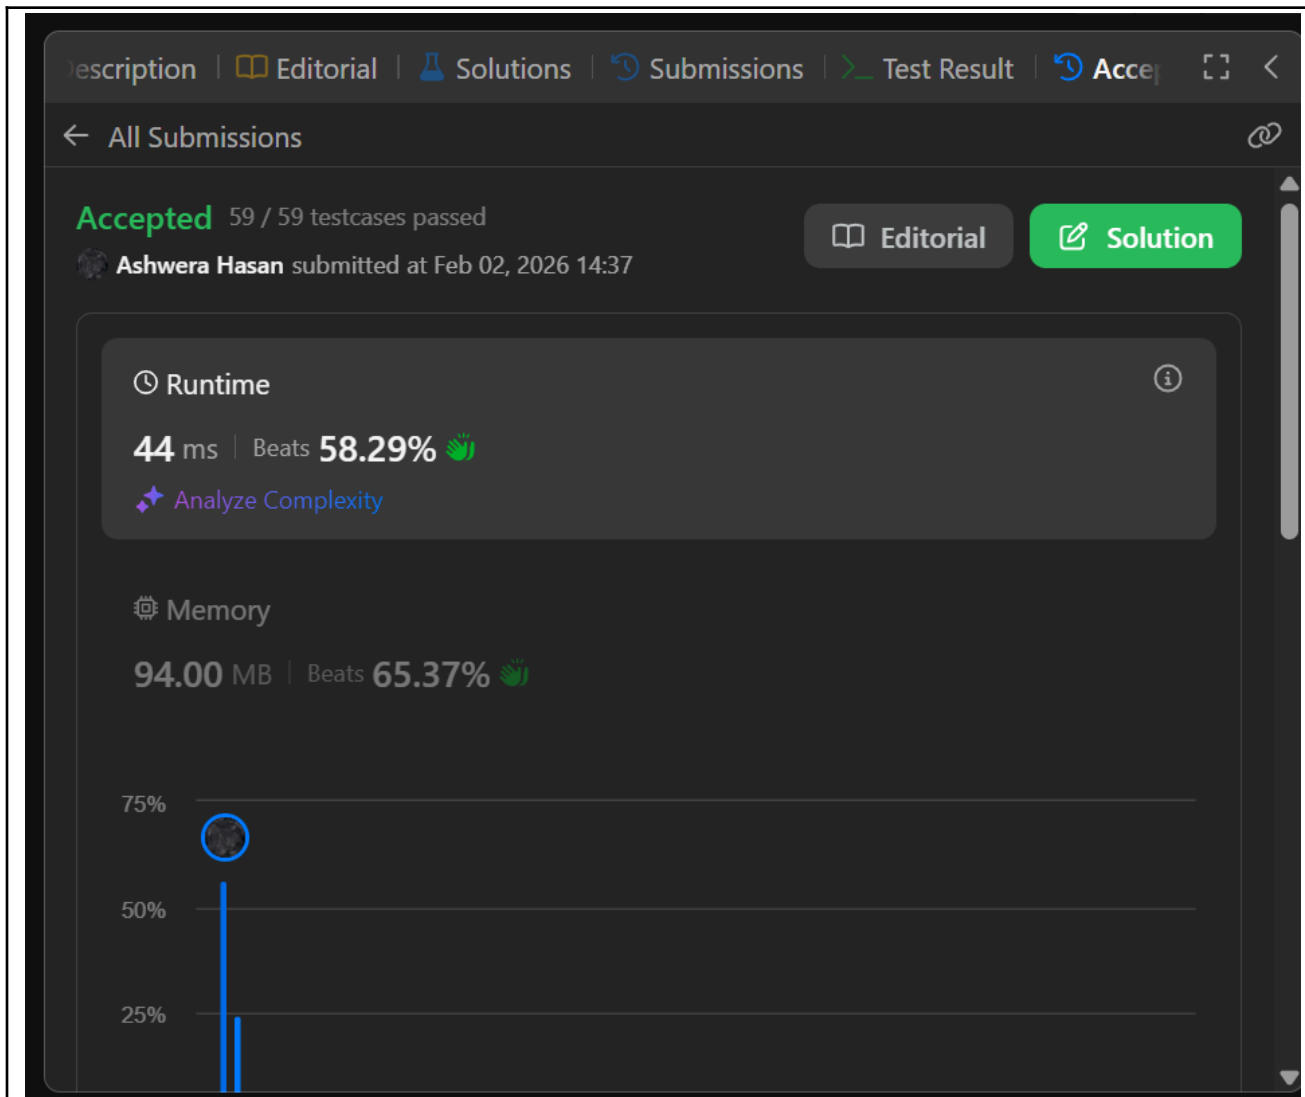 escription | Editorial | Solutions | Submissions | Test Result | Acce
All Submissions
Accepted 59 / 59 testcases passed
Editorial Solution
Ashwera Hasan submitted at Feb 02, 2026 14:37
Runtime
44 ms | Beats 58.29%
Analyze Complexity
Memory
94.00 MB | Beats 65.37%
75%
50%
25%